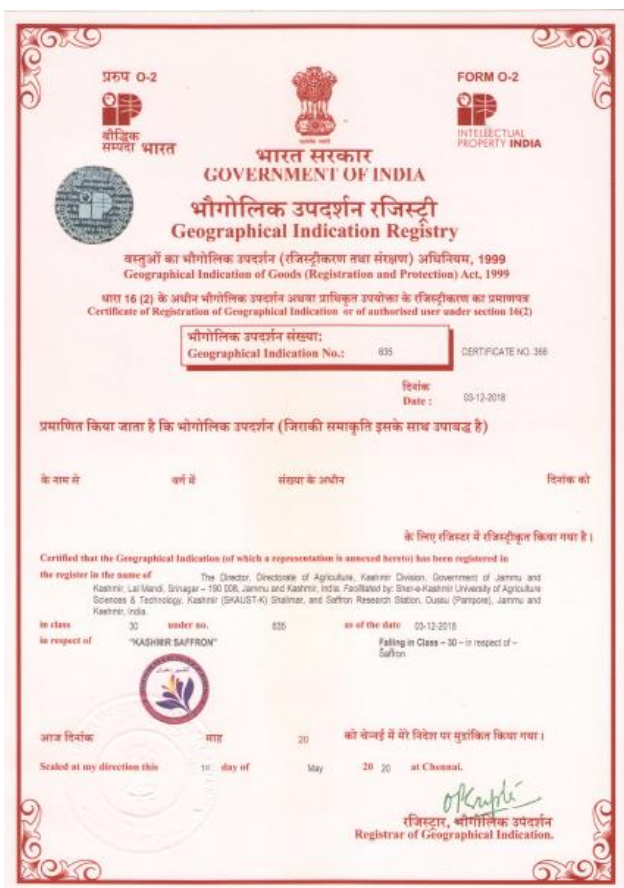 प्ररुप O-2
FORM O-2
बौद्धिक
सम्पदा भारत
INTELLECTUAL
PROPERTY INDIA
भारत सरकार
GOVERNMENT OF INDIA
भौगोलिक उपदर्शन रजिस्ट्री
Geographical Indication Registry
वस्तुओं का भौगोलिक उपदर्शन (रजिस्ट्रीकरण तथा संरक्षण) अधिनियम, 1999
Geographical Indication of Goods (Registration and Protection) Act, 1999
धारा 16 (2) के अधीन भौगोलिक उपदर्शन अथवा प्राधिकृत उपयोक्ता के रजिस्ट्रीकरण का प्रमाणपत्र
Certificate of Registration of Geographical Indication or of authorised user under section 16(2)
भौगोलिक उपदर्शन संख्या:
Geographical Indication No.: 635 CERTIFICATE NO. 366
दिनांक
Date : 03-12-2018
प्रमाणित किया जाता है कि भोगोलिक उपदर्शन (जिसकी समाकृति इसके साथ उपाबद्ध है)
के नाम से वर्ग में संख्या के अधीन दिनांक को
के लिए रजिस्टर में रजिस्ट्रीकृत किया गया है।
Certified that the Geographical Indication (of which a representation is annexed hereto) has been registered in
the register in the name of The Director, Directorate of Agriculture, Kashmir Division, Government of Jammu and
Kashmir, Lal Mandi, Srinagar – 190 008, Jammu and Kashmir, India. Facilitated by: Sher-e-Kashmir University of Agriculture
Sciences & Technology, Kashmir (SKAUST-K) Shalimar, and Saffron Research Station, Dussu (Pampore), Jammu and
Kashmir, India.
in class 30 under no. 635 as of the date 03-12-2018
in respect of "KASHMIR SAFFRON" Falling in Class – 30 – in respect of –
Saffron
आज दिनांक माह 20 को चेन्नई में मेरे निदेश पर मुद्रांकित किया गया।
Sealed at my direction this 1st day of May 20 20 at Chennai.
रजिस्ट्रार, भौगोलिक उपदर्शन
Registrar of Geographical Indication.